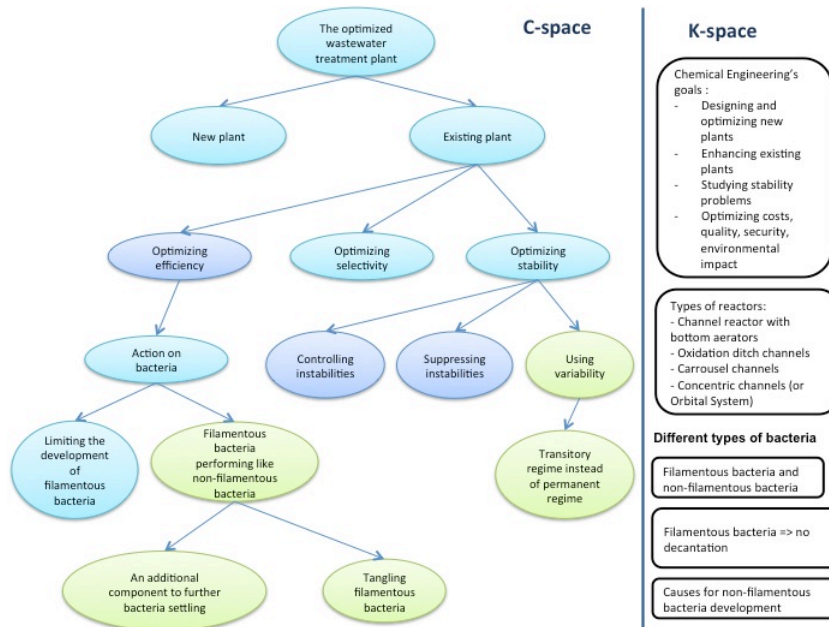 C-space
K-space
The optimized
wastewater
treatment plant
New plant
Existing plant
Optimizing
efficiency
Optimizing
selectivity
Optimizing
stability
Action on
bacteria
Controlling
instabilities
Suppressing
instabilities
Using
variability
Limiting the
development
of
filamentous
bacteria
Filamentous
bacteria
performing like
non-filamentous
bacteria
Transitory
regime instead
of permanent
regime
An additional
component to further
bacteria settling
Tangling
filamentous
bacteria
Chemical Engineering's
goals :
- Designing and
optimizing new
plants
- Enhancing existing
plants
- Studying stability
problems
- Optimizing costs,
quality, security,
environmental
impact
Types of reactors:
- Channel reactor with
bottom aerators
- Oxidation ditch channels
- Carrousel channels
- Concentric channels (or
Orbital System)
Different types of bacteria
Filamentous bacteria and
non-filamentous bacteria
Filamentous bacteria => no
decantation
Causes for non-filamentous
bacteria development